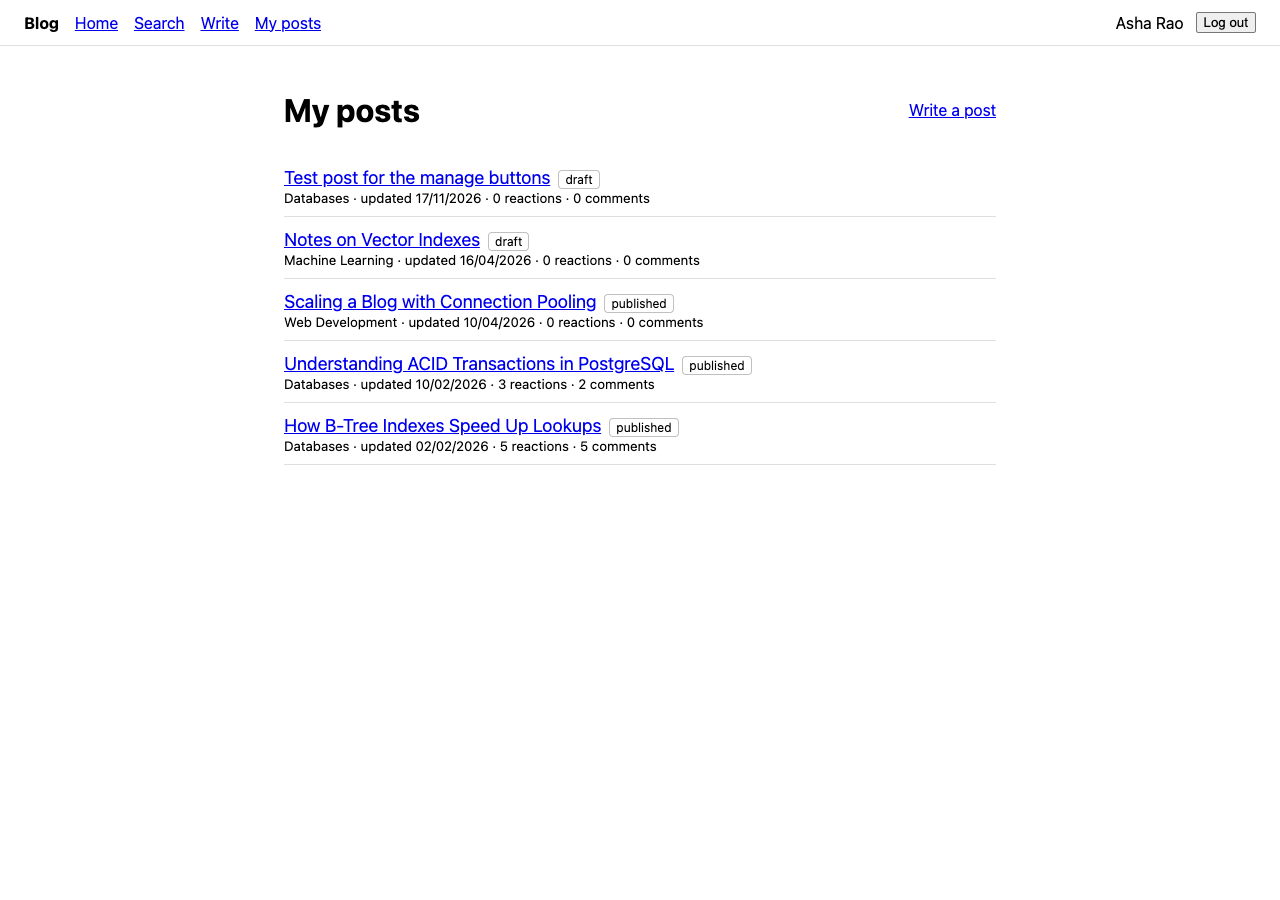 Blog Home Search Write My posts Asha Rao Log out
My posts Write a post
Test post for the manage buttons draft
Databases · updated 17/11/2026 · 0 reactions · 0 comments
Notes on Vector Indexes draft
Machine Learning · updated 16/04/2026 · 0 reactions · 0 comments
Scaling a Blog with Connection Pooling published
Web Development · updated 10/04/2026 · 0 reactions · 0 comments
Understanding ACID Transactions in PostgreSQL published
Databases · updated 10/02/2026 · 3 reactions · 2 comments
How B-Tree Indexes Speed Up Lookups published
Databases · updated 02/02/2026 · 5 reactions · 5 comments